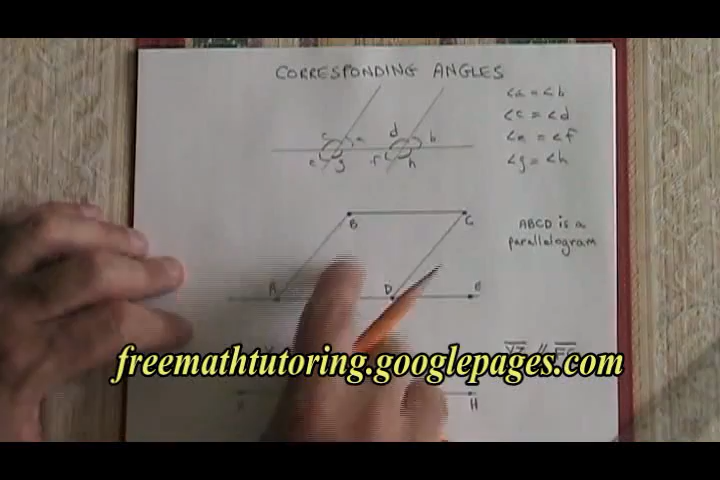 CORRESPONDING ANGLES
c a d b
e g f h
∠a = ∠b
∠c = ∠d
∠e = ∠f
∠g = ∠h
B C
ABCD is a
parallelogram
A D E
freemathtutoring.googlepages.com
H